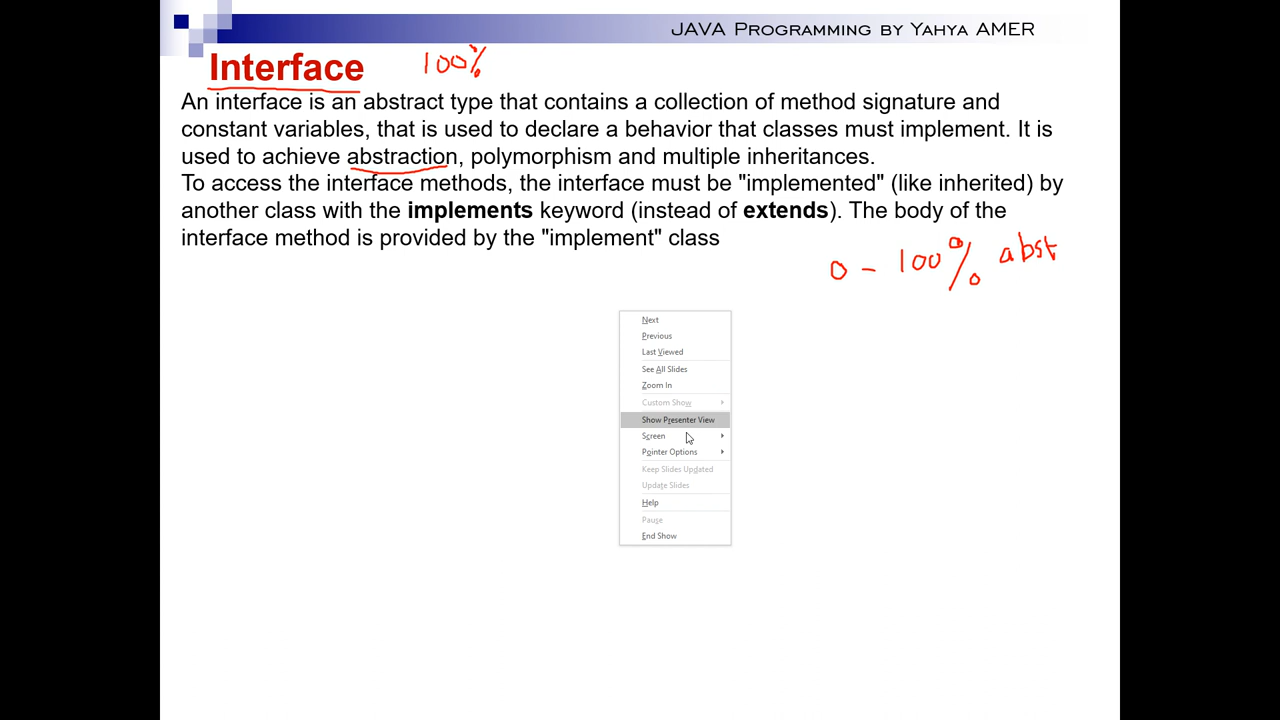 JAVA Programming by Yahya AMER
Interface 100%
An interface is an abstract type that contains a collection of method signature and
constant variables, that is used to declare a behavior that classes must implement. It is
used to achieve abstraction, polymorphism and multiple inheritances.
To access the interface methods, the interface must be "implemented" (like inherited) by
another class with the implements keyword (instead of extends). The body of the
interface method is provided by the "implement" class
0 - 100% abst
Next
Previous
Last Viewed
See All Slides
Zoom In
Custom Show
Show Presenter View
Screen
Pointer Options
Keep Slides Updated
Update Slides
Help
Pause
End Show